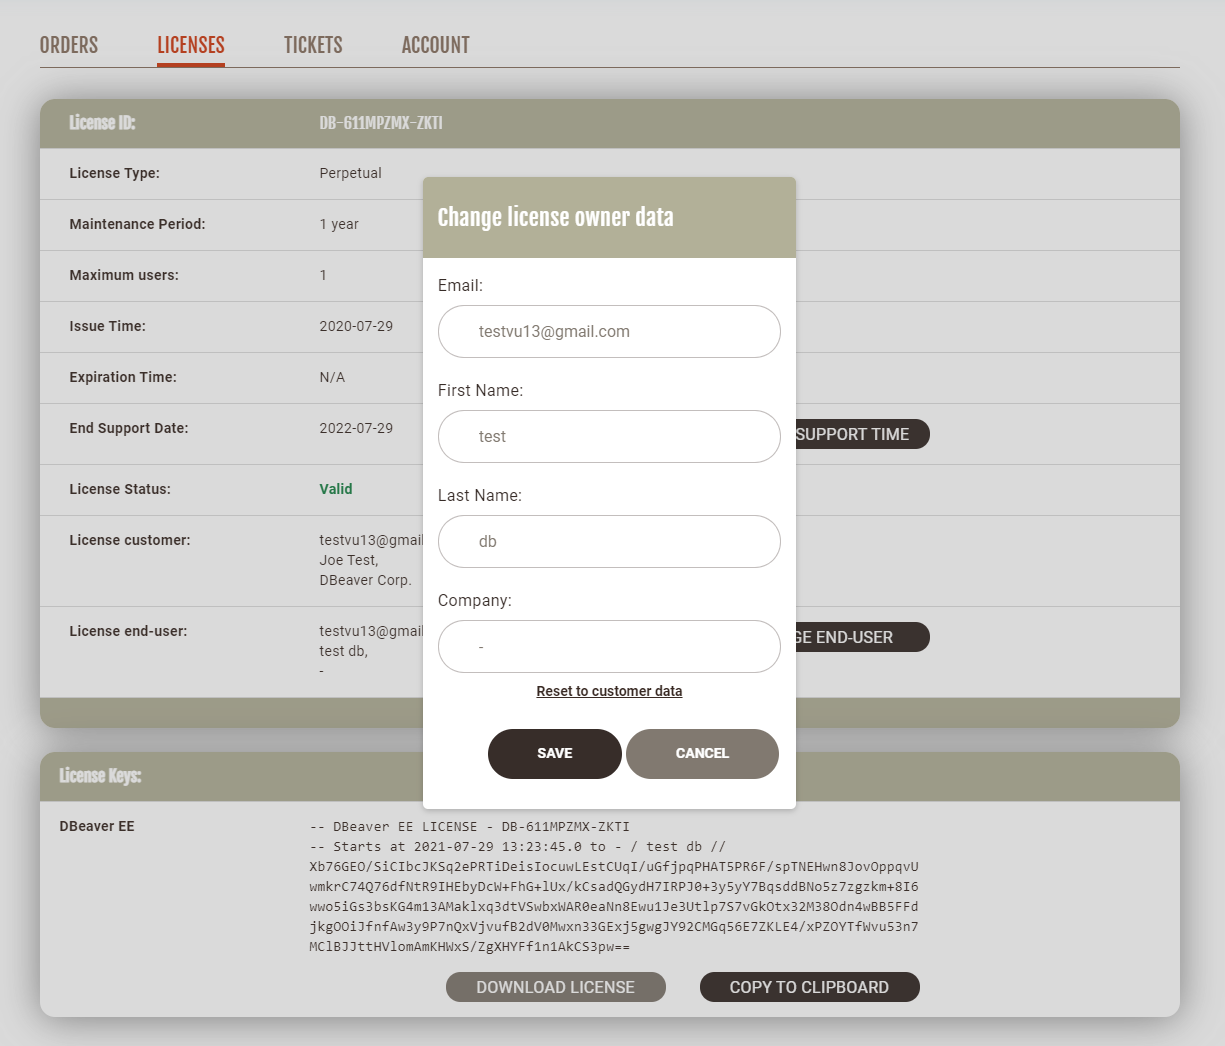 ORDERS LICENSES TICKETS ACCOUNT
License ID: DB-611MPZMX-ZKTI
License Type: Perpetual
Maintenance Period: 1 year
Maximum users: 1
Issue Time: 2020-07-29
Expiration Time: N/A
End Support Date: 2022-07-29 SUPPORT TIME
License Status: Valid
License customer: testvu13@gmail
Joe Test,
DBeaver Corp.
License end-user: testvu13@gmail GE END-USER
test db,
-
Change license owner data
Email:
testvu13@gmail.com
First Name:
test
Last Name:
db
Company:
-
Reset to customer data
SAVE CANCEL
License Keys:
DBeaver EE
-- DBeaver EE LICENSE - DB-611MPZMX-ZKTI
-- Starts at 2021-07-29 13:23:45.0 to - / test db //
Xb76GEO/SiCIbcJKSq2ePRTiDeisIocuwLEstCUqI/uGfjpqPHAT5PR6F/spTNEHwn8JovOppqvU
wmkrC74Q76dfNtR9IHEbyDcW+FhG+lUx/kCsadQGydH7IRPJ0+3y5yY7BqsddBNo5z7zgzkm+8I6
wwo5iGs3bsKG4m13AMaklxq3dtVSwbxWAR0eaNn8Ewu1Je3Utlp7S7vGkOtx32M38Odn4wBB5FFd
jkgOOiJfnfAw3y9P7nQxVjvufB2dV0Mwxn33GExj5gwgJY92CMGq56E7ZKLE4/xPZOYTfWvu53n7
MClBJJttHVlomAmKHWxS/ZgXHYFf1n1AkCS3pw==
DOWNLOAD LICENSE COPY TO CLIPBOARD